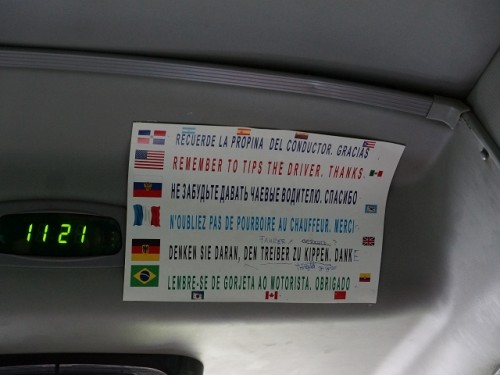 RECUERDE LA PROPINA DEL CONDUCTOR. GRACIAS
REMEMBER TO TIPS THE DRIVER. THANKS
НЕ ЗАБУДЬТЕ ДАВАТЬ ЧАЕВЫЕ ВОДИТЕЛЮ. СПАСИБО
N'OUBLIEZ PAS DE POURBOIRE AU CHAUFFEUR. MERCI
11 21
DENKEN SIE DARAN, DEN TREIBER ZU KIPPEN. DANKE
LEMBRE-SE DE GORJETA AO MOTORISTA. OBRIGADO